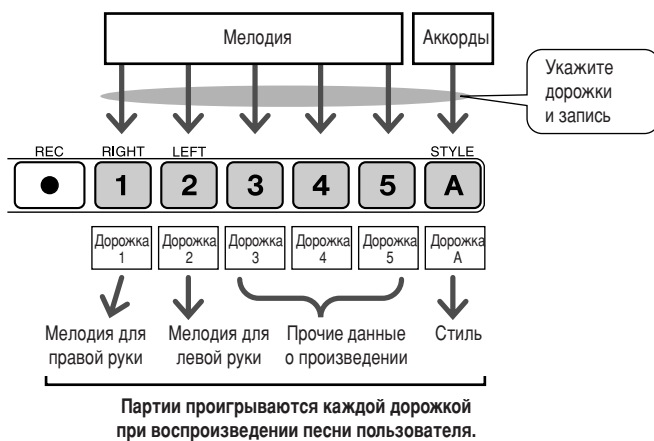 Мелодия
Аккорды
Укажите
дорожки
и запись
REC
RIGHT
LEFT
STYLE
1
2
3
4
5
A
Дорожка
1
Дорожка
2
Дорожка
3
Дорожка
4
Дорожка
5
Дорожка
A
Мелодия для
правой руки
Мелодия для
левой руки
Прочие данные
о произведении
Стиль
Партии проигрываются каждой дорожкой
при воспроизведении песни пользователя.